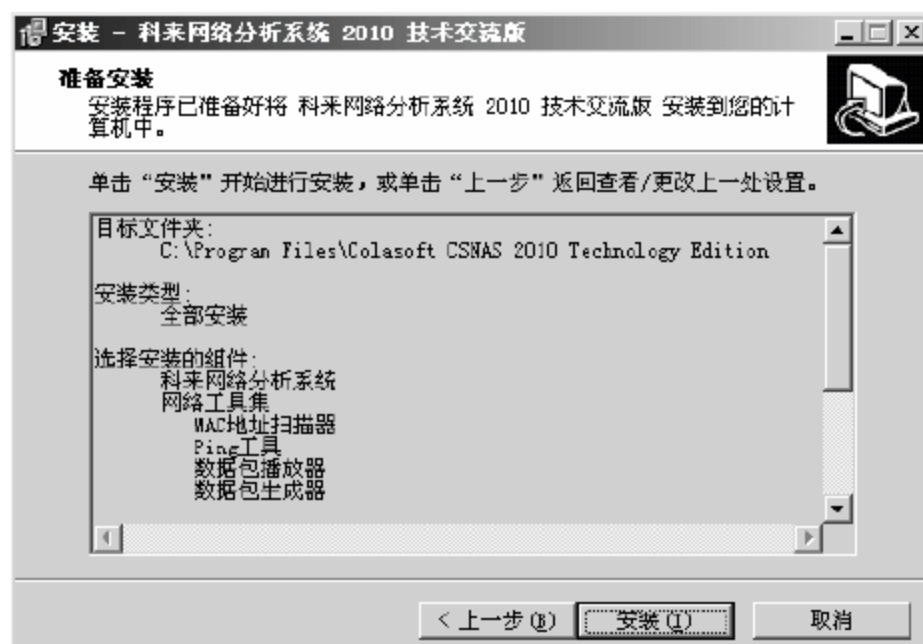 安装 - 科来网络分析系统 2010 技术交流版
准备安装
安装程序已准备好将 科来网络分析系统 2010 技术交流版 安装到您的计
算机中。
单击“安装”开始进行安装，或单击“上一步”返回查看/更改上一处设置。
目标文件夹:
C:\Program Files\Colasoft CSNAS 2010 Technology Edition
安装类型:
全部安装
选择安装的组件:
科来网络分析系统
网络工具集
MAC地址扫描器
Ping工具
数据包播放器
数据包生成器
< 上一步(B)
安装(I)
取消